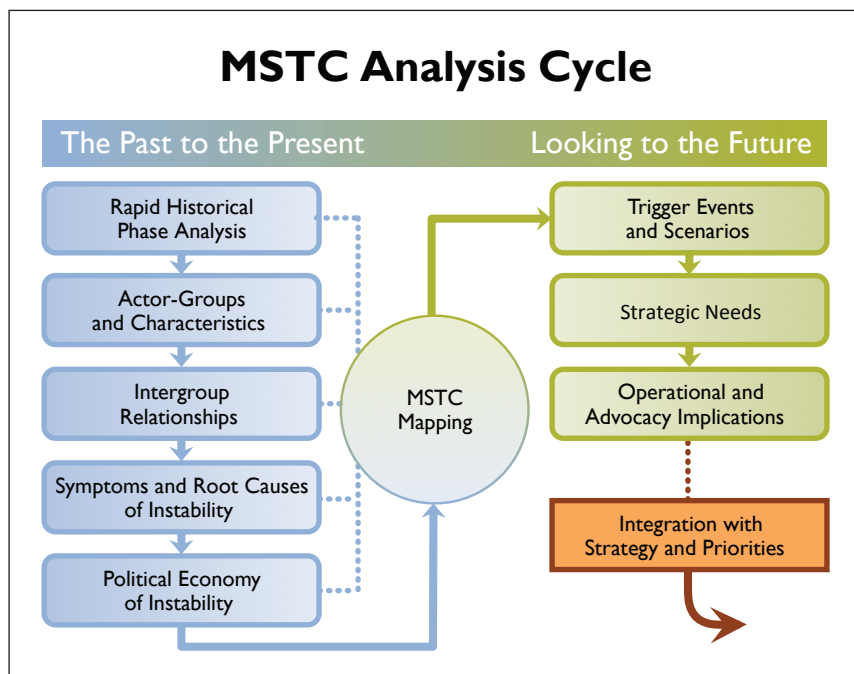 MSTC Analysis Cycle
The Past to the Present
Looking to the Future
Rapid Historical
Phase Analysis
Actor-Groups
and Characteristics
Intergroup
Relationships
Symptoms and Root Causes
of Instability
Political Economy
of Instability
MSTC
Mapping
Trigger Events
and Scenarios
Strategic Needs
Operational and
Advocacy Implications
Integration with
Strategy and Priorities